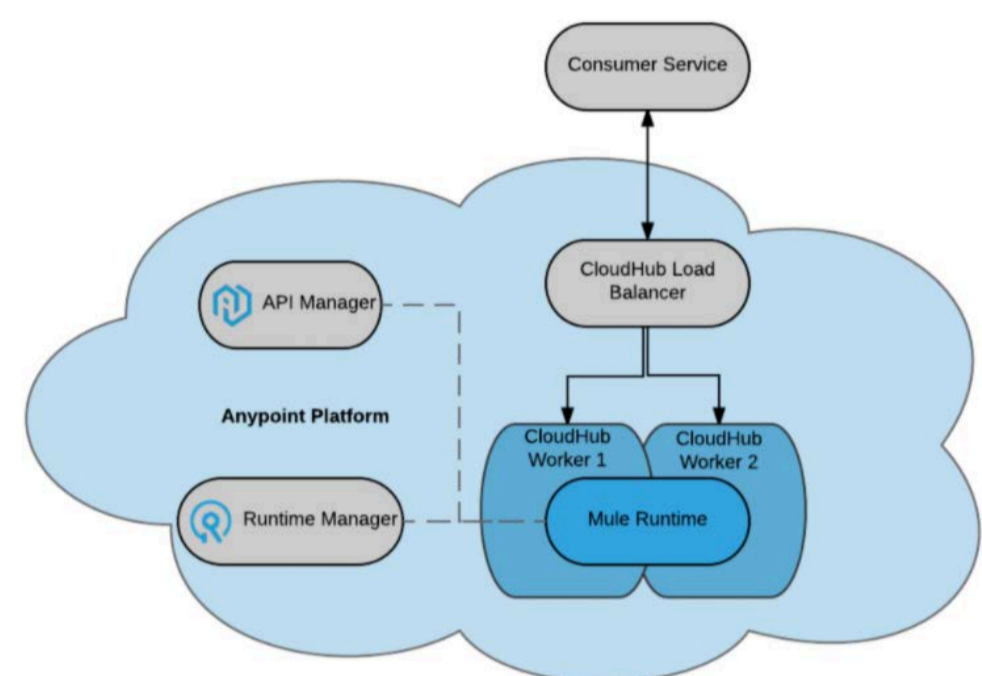 Consumer Service
CloudHub Load
Balancer
API Manager
Anypoint Platform
CloudHub
Worker 1
CloudHub
Worker 2
Runtime Manager
Mule Runtime